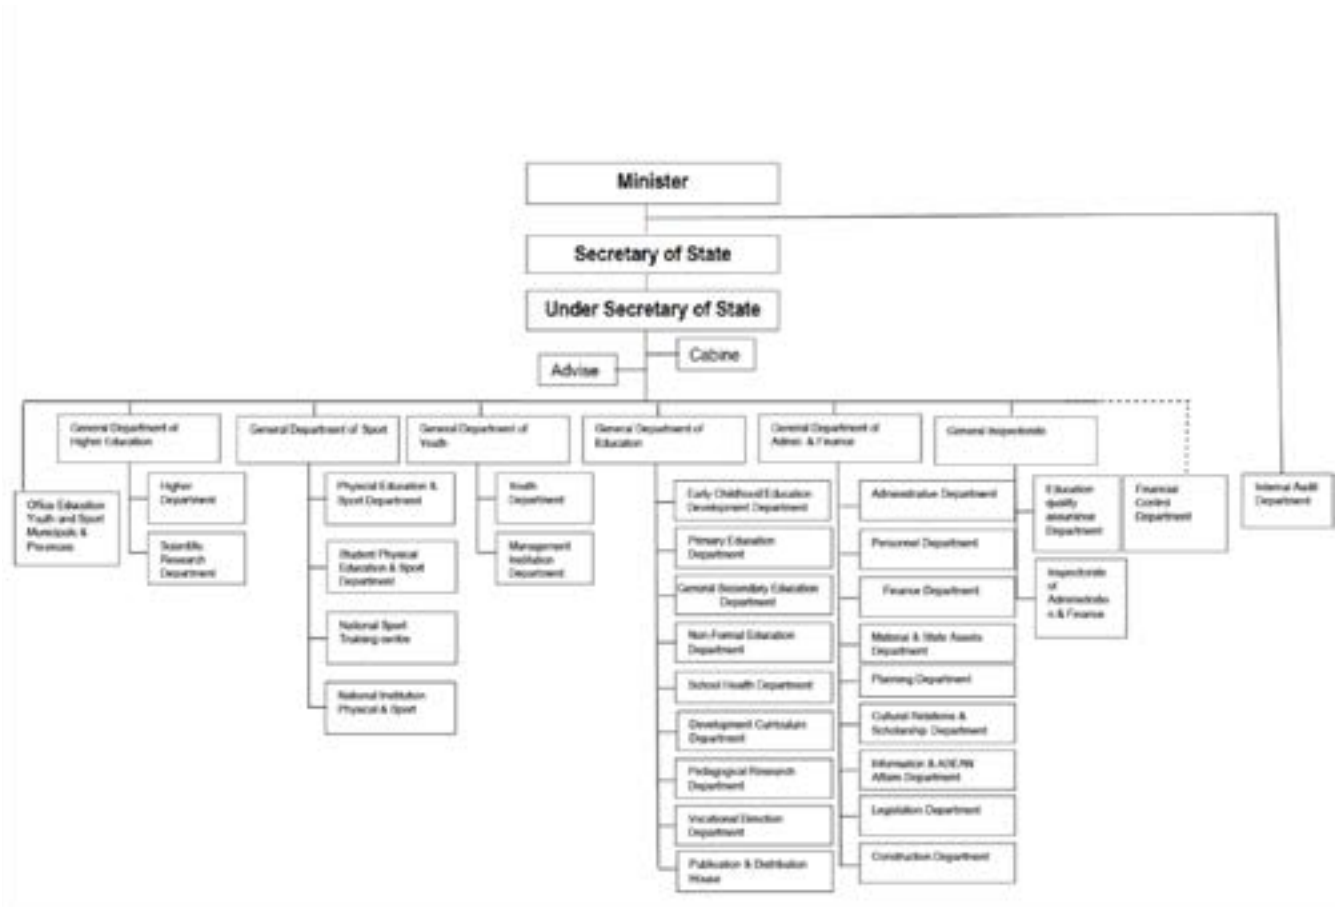 Minister
Secretary of State
Under Secretary of State
Cabine
Advise
General Department of
Higher Education
General Department of Sport
General Department of
Youth
General Department of
Education
General Department of
Admin. & Finance
General Inspectorate
Office Education
Youth and Sport
Municipals &
Provinces
Higher
Department
Scientific
Research
Department
Physical Education &
Sport Department
Student Physical
Education & Sport
Department
National Sport
Training centre
National Institution
Physical & Sport
Youth
Department
Management
Institution
Department
Early Childhood Education
Development Department
Primary Education
Department
General Secondary Education
Department
Non-Formal Education
Department
School Health Department
Development Curriculum
Department
Pedagogical Research
Department
Vocational Direction
Department
Publication & Distribution
House
Administrative Department
Personnel Department
Finance Department
Material & State Assets
Department
Planning Department
Cultural Relations &
Scholarship Department
Information & ASEAN
Affairs Department
Legislation Department
Construction Department
Education
quality
assurance
Department
Inspectorate
of
Administratio
n & Finance
Financial
Control
Department
Internal Audit
Department